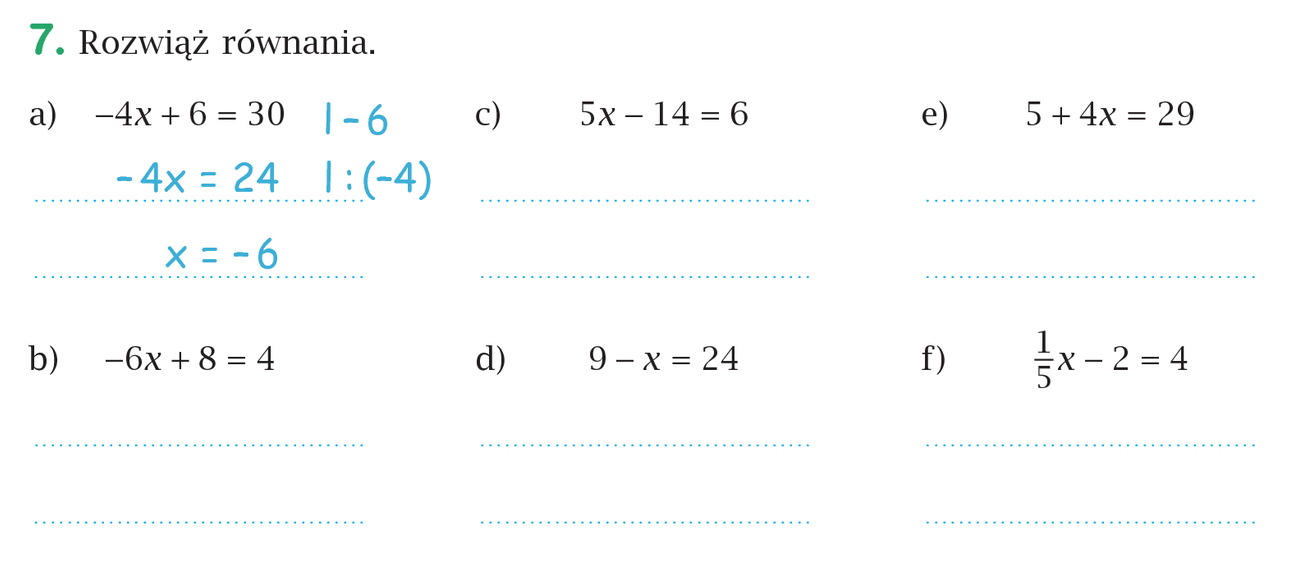 7. Rozwiąż równania.
a) –4x + 6 = 30 | – 6
– 4x = 24 | : (–4)
x = – 6
b) –6x + 8 = 4
c) 5x – 14 = 6
d) 9 – x = 24
e) 5 + 4x = 29
f) 1/5 x – 2 = 4